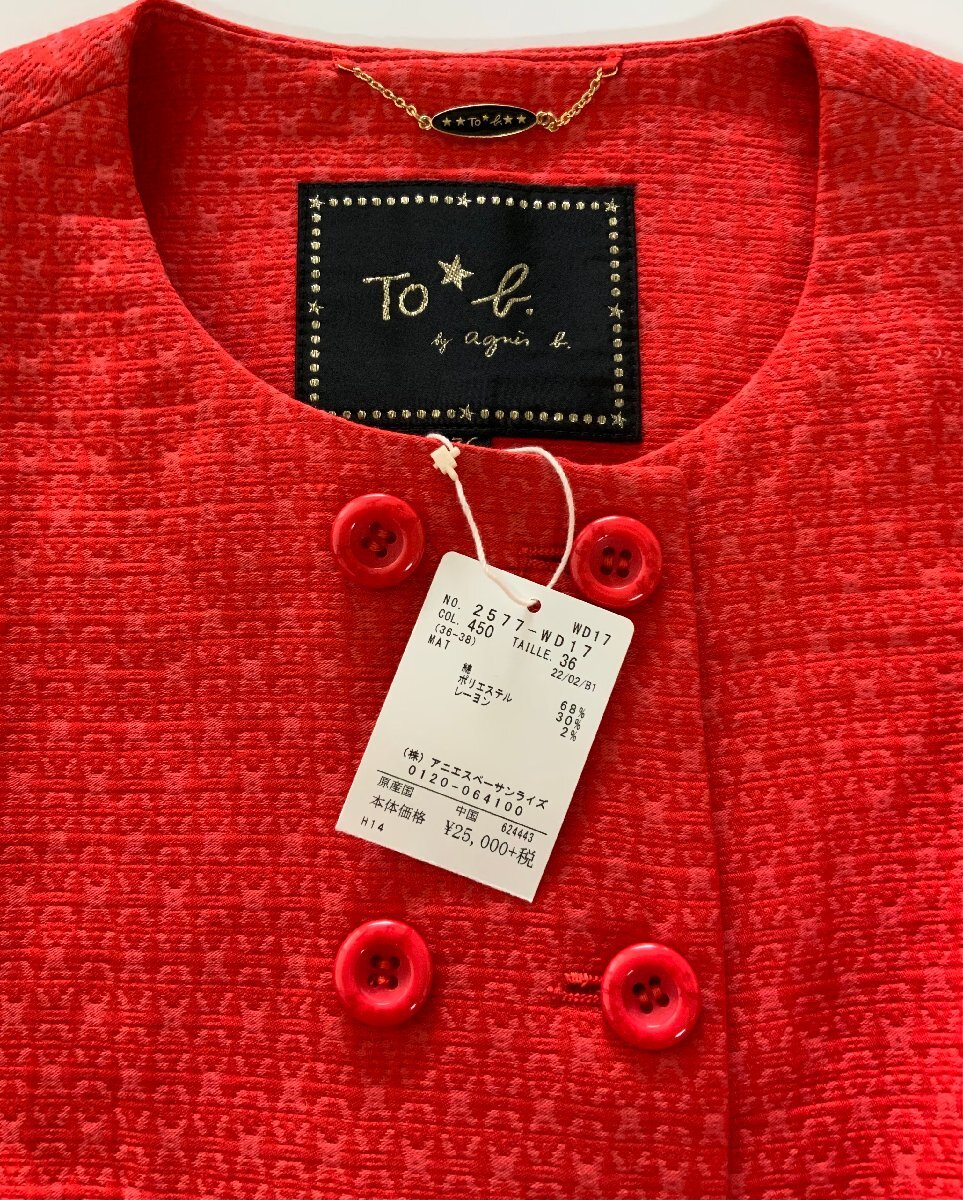 ★★To★b.★★
To★b.
by agnès b.
NO. 2577-WD17 WD17
COL. 450 TAILLE. 36
(36-38) 22/02/B1
MAT
綿 68%
ポリエステル 30%
レーヨン 2%
(株) アニエスベーサンライズ
0120-064100
原産国 中国 624443
本体価格 ¥25,000+税
H14